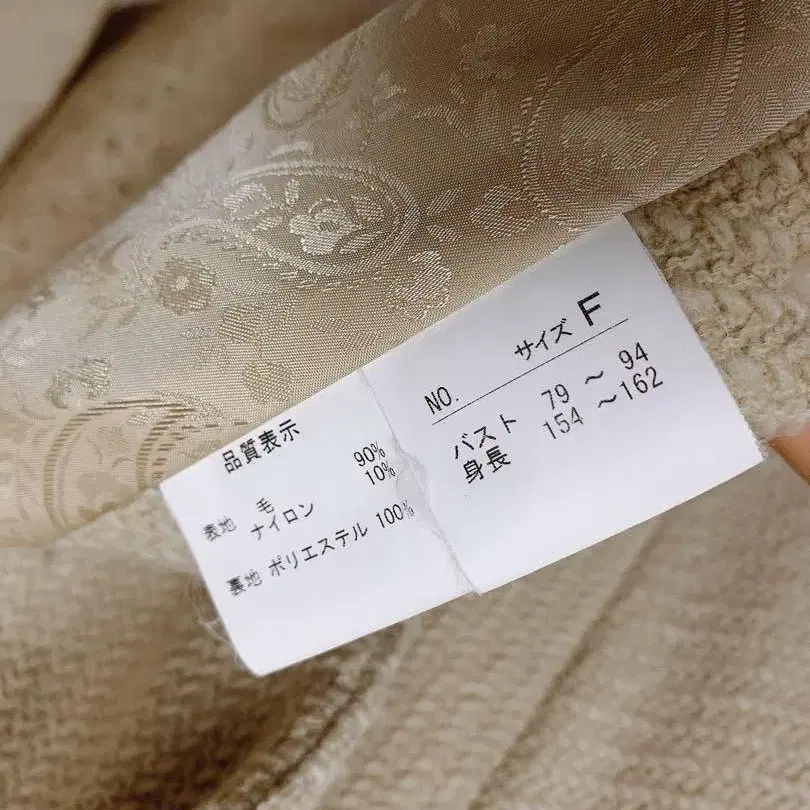 品質表示
表地 毛 90%
ナイロン 10%
裏地 ポリエステル 100%
NO. サイズ F
バスト 79 ～ 94
身長 154 ～162